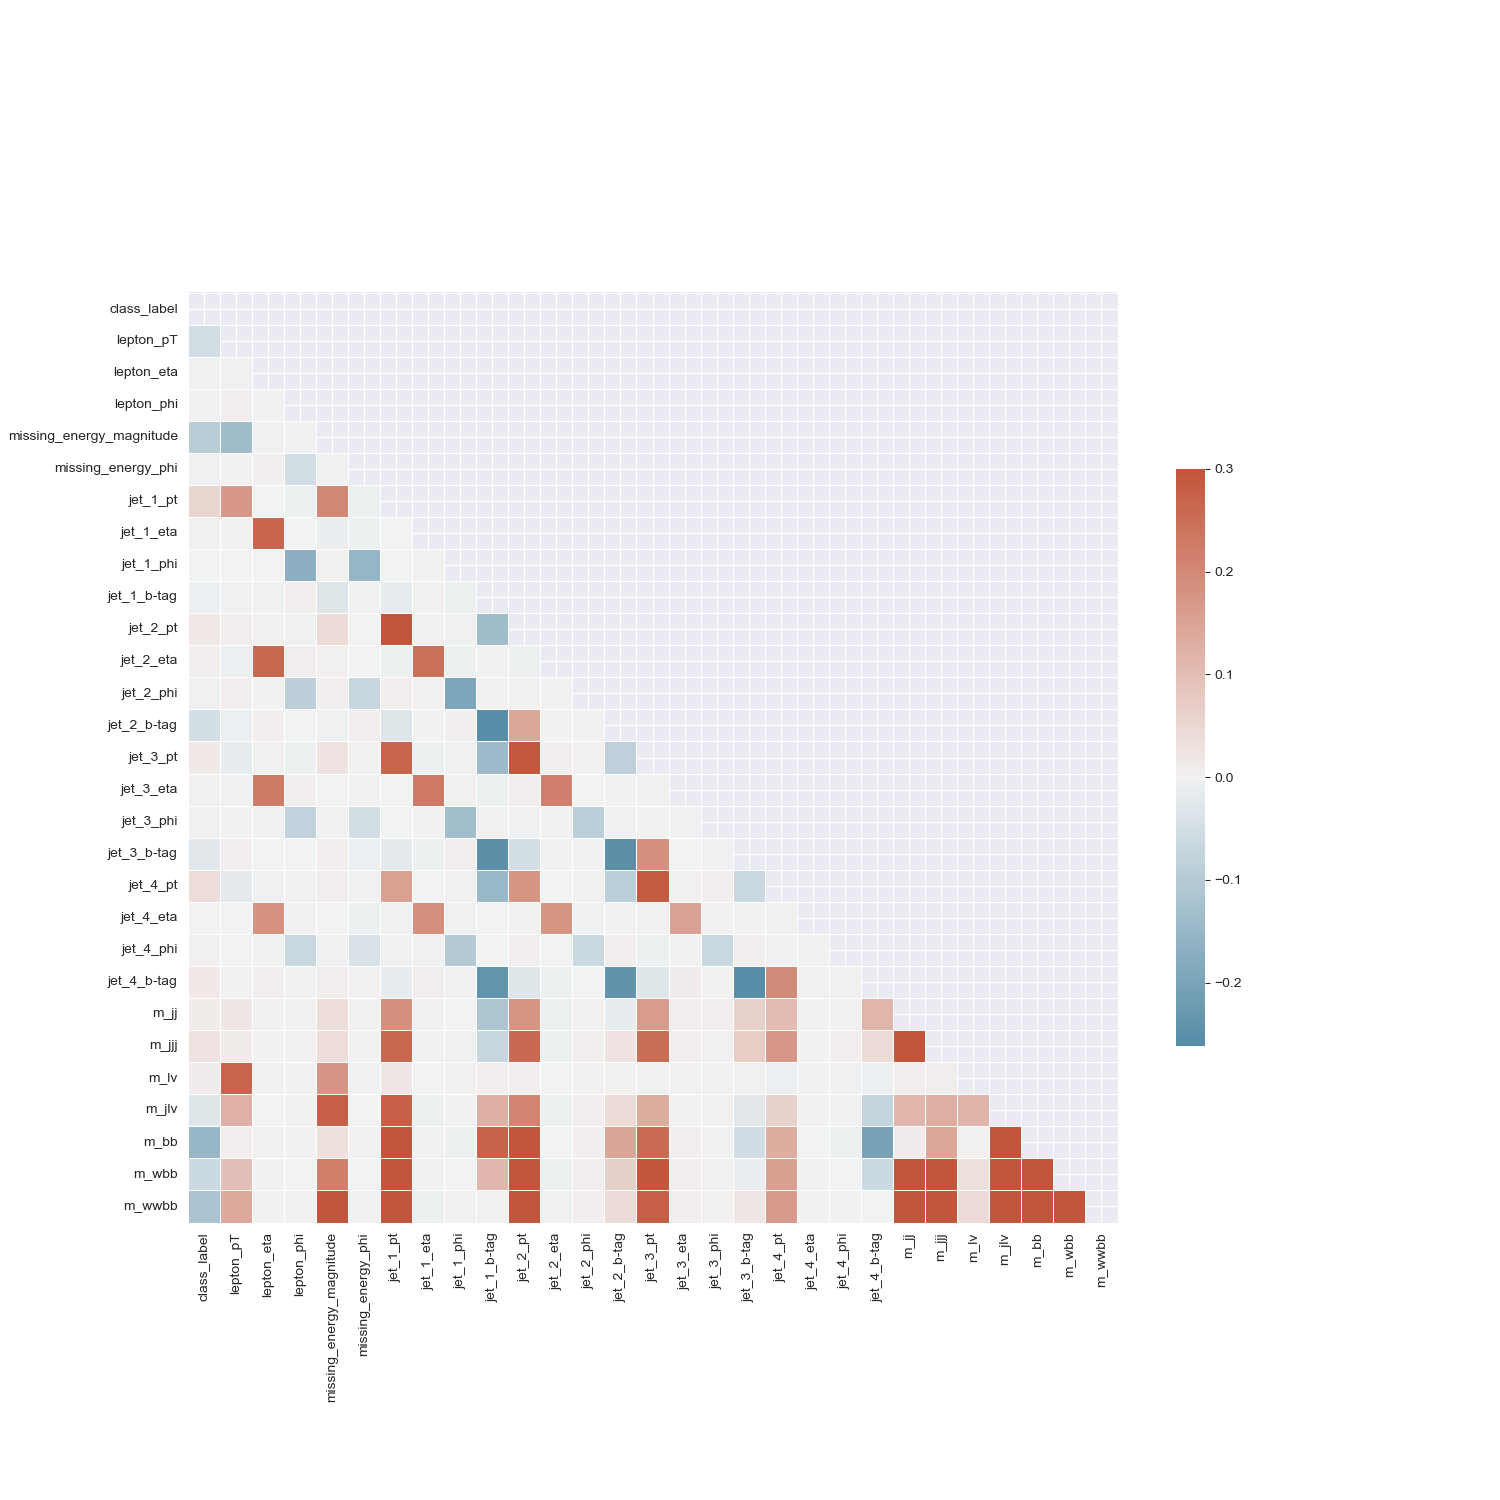 class_label
lepton_pT
lepton_eta
lepton_phi
missing_energy_magnitude
missing_energy_phi
jet_1_pt
jet_1_eta
jet_1_phi
jet_1_b-tag
jet_2_pt
jet_2_eta
jet_2_phi
jet_2_b-tag
jet_3_pt
jet_3_eta
jet_3_phi
jet_3_b-tag
jet_4_pt
jet_4_eta
jet_4_phi
jet_4_b-tag
m_jj
m_jjj
m_lv
m_jlv
m_bb
m_wbb
m_wwbb
class_label
lepton_pT
lepton_eta
lepton_phi
missing_energy_magnitude
missing_energy_phi
jet_1_pt
jet_1_eta
jet_1_phi
jet_1_b-tag
jet_2_pt
jet_2_eta
jet_2_phi
jet_2_b-tag
jet_3_pt
jet_3_eta
jet_3_phi
jet_3_b-tag
jet_4_pt
jet_4_eta
jet_4_phi
jet_4_b-tag
m_jj
m_jjj
m_lv
m_jlv
m_bb
m_wbb
m_wwbb
0.3
0.2
0.1
0.0
−0.1
−0.2